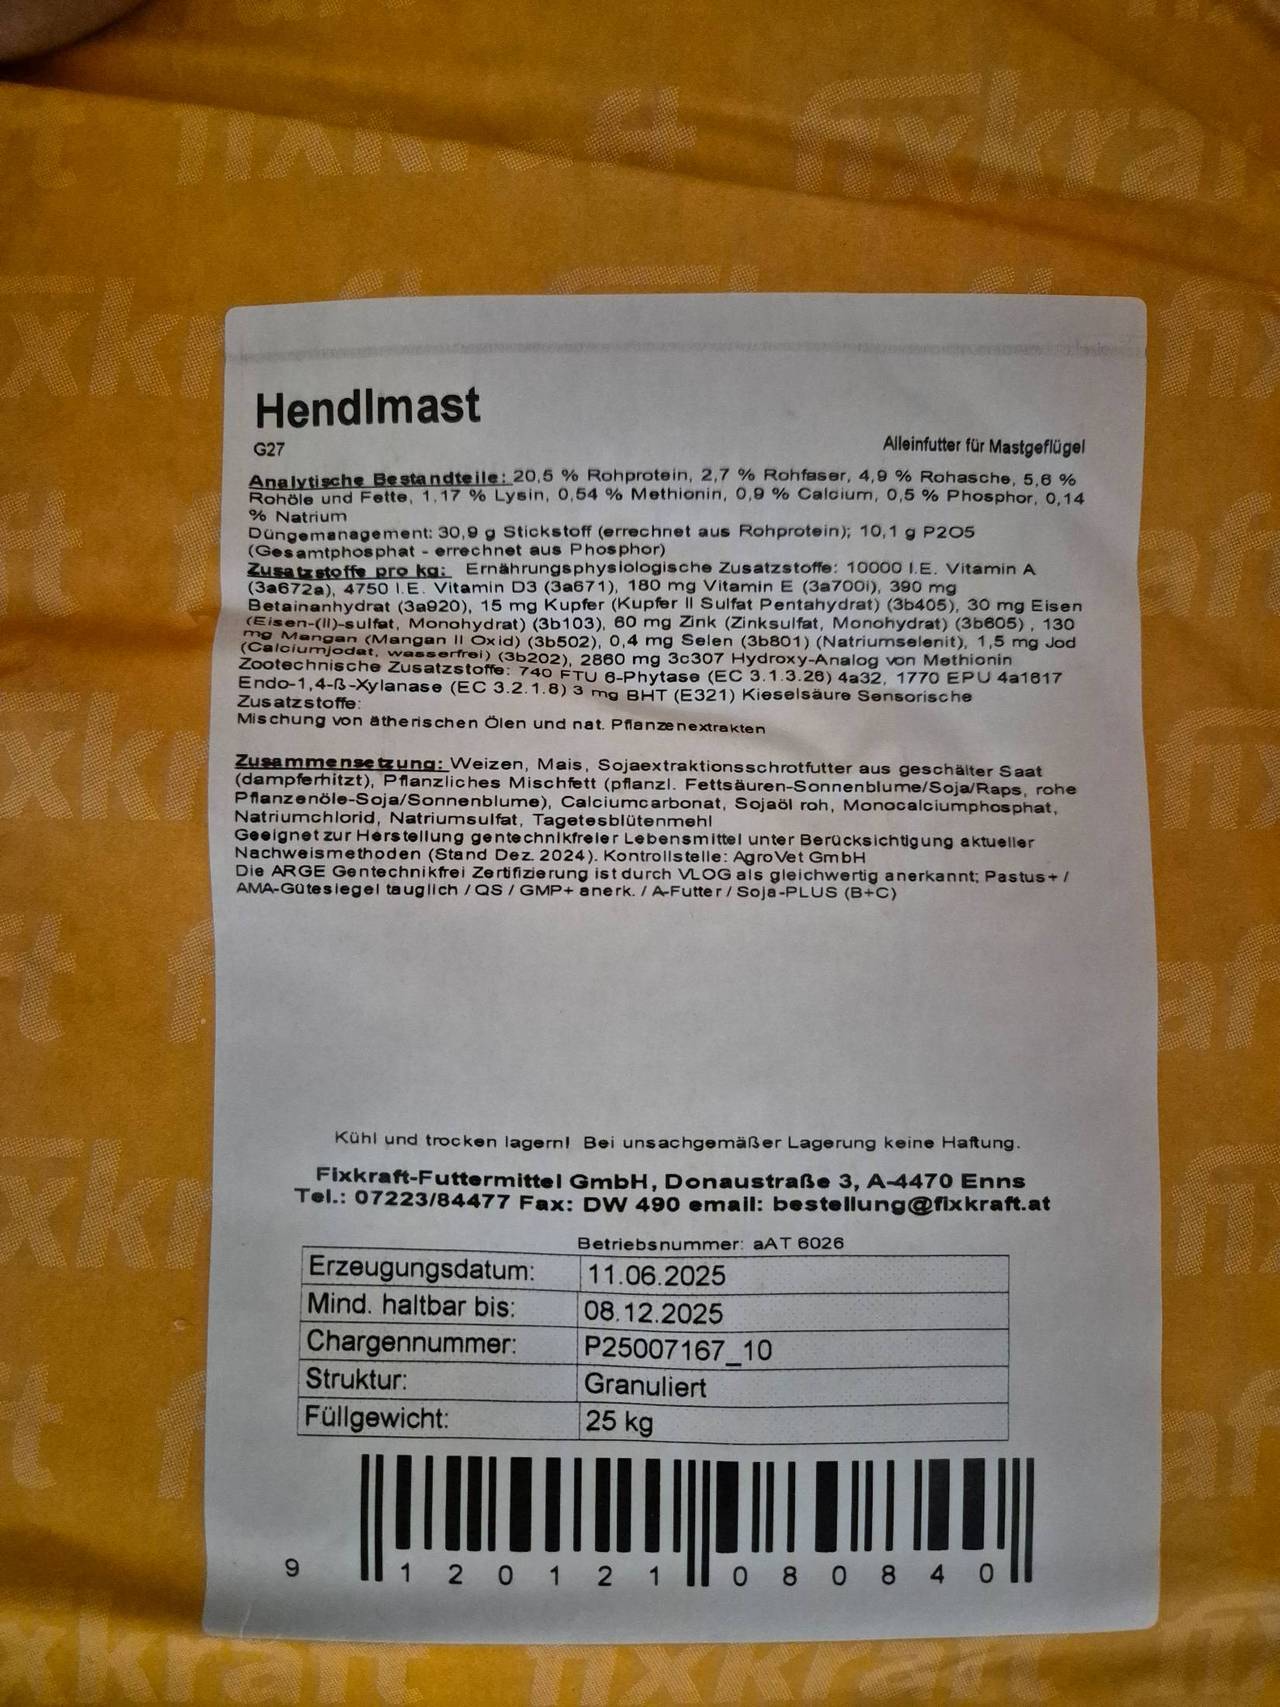 fixkraft
Hendlmast
G27
Alleinfutter für Mastgeflügel
Analytische Bestandteile: 20,5 % Rohprotein, 2,7 % Rohfaser, 4,9 % Rohasche, 5,6 %
Rohöle und Fette, 1,17 % Lysin, 0,54 % Methionin, 0,9 % Calcium, 0,5 % Phosphor, 0,14
% Natrium
Düngemanagement: 30,9 g Stickstoff (errechnet aus Rohprotein); 10,1 g P2O5
(Gesamtphosphat - errechnet aus Phosphor)
Zusatzstoffe pro kg: Ernährungsphysiologische Zusatzstoffe: 10000 I.E. Vitamin A
(3a672a), 4750 I.E. Vitamin D3 (3a671), 180 mg Vitamin E (3a700i), 390 mg
Betainanhydrat (3a920), 15 mg Kupfer (Kupfer II Sulfat Pentahydrat) (3b405), 30 mg Eisen
(Eisen-(II)-sulfat, Monohydrat) (3b103), 60 mg Zink (Zinksulfat, Monohydrat) (3b605) , 130
mg Mangan (Mangan II Oxid) (3b502), 0,4 mg Selen (3b801) (Natriumselenit), 1,5 mg Jod
(Calciumjodat, wasserfrei) (3b202), 2860 mg 3c307 Hydroxy-Analog von Methionin
Zootechnische Zusatzstoffe: 740 FTU 6-Phytase (EC 3.1.3.26) 4a32, 1770 EPU 4a1617
Endo-1,4-ß-Xylanase (EC 3.2.1.8) 3 mg BHT (E321) Kieselsäure Sensorische
Zusatzstoffe:
Mischung von ätherischen Ölen und nat. Pflanzenextrakten
Zusammensetzung: Weizen, Mais, Sojaextraktionsschrotfutter aus geschälter Saat
(dampferhitzt), Pflanzliches Mischfett (pflanzl. Fettsäuren-Sonnenblume/Soja/Raps, rohe
Pflanzenöle-Soja/Sonnenblume), Calciumcarbonat, Sojaöl roh, Monocalciumphosphat,
Natriumchlorid, Natriumsulfat, Tagetesblütenmehl
Geeignet zur Herstellung gentechnikfreier Lebensmittel unter Berücksichtigung aktueller
Nachweismethoden (Stand Dez. 2024). Kontrollstelle: AgroVet GmbH
Die ARGE Gentechnikfrei Zertifizierung ist durch VLOG als gleichwertig anerkannt; Pastus+ /
AMA-Gütesiegel tauglich / QS / GMP+ anerk. / A-Futter / Soja-PLUS (B+C)
Kühl und trocken lagern! Bei unsachgemäßer Lagerung keine Haftung.
Fixkraft-Futtermittel GmbH, Donaustraße 3, A-4470 Enns
Tel.: 07223/84477 Fax: DW 490 email: bestellung@fixkraft.at
Betriebsnummer: aAT 6026
Erzeugungsdatum: 11.06.2025
Mind. haltbar bis: 08.12.2025
Chargennummer: P25007167_10
Struktur: Granuliert
Füllgewicht: 25 kg
9 120121 080840